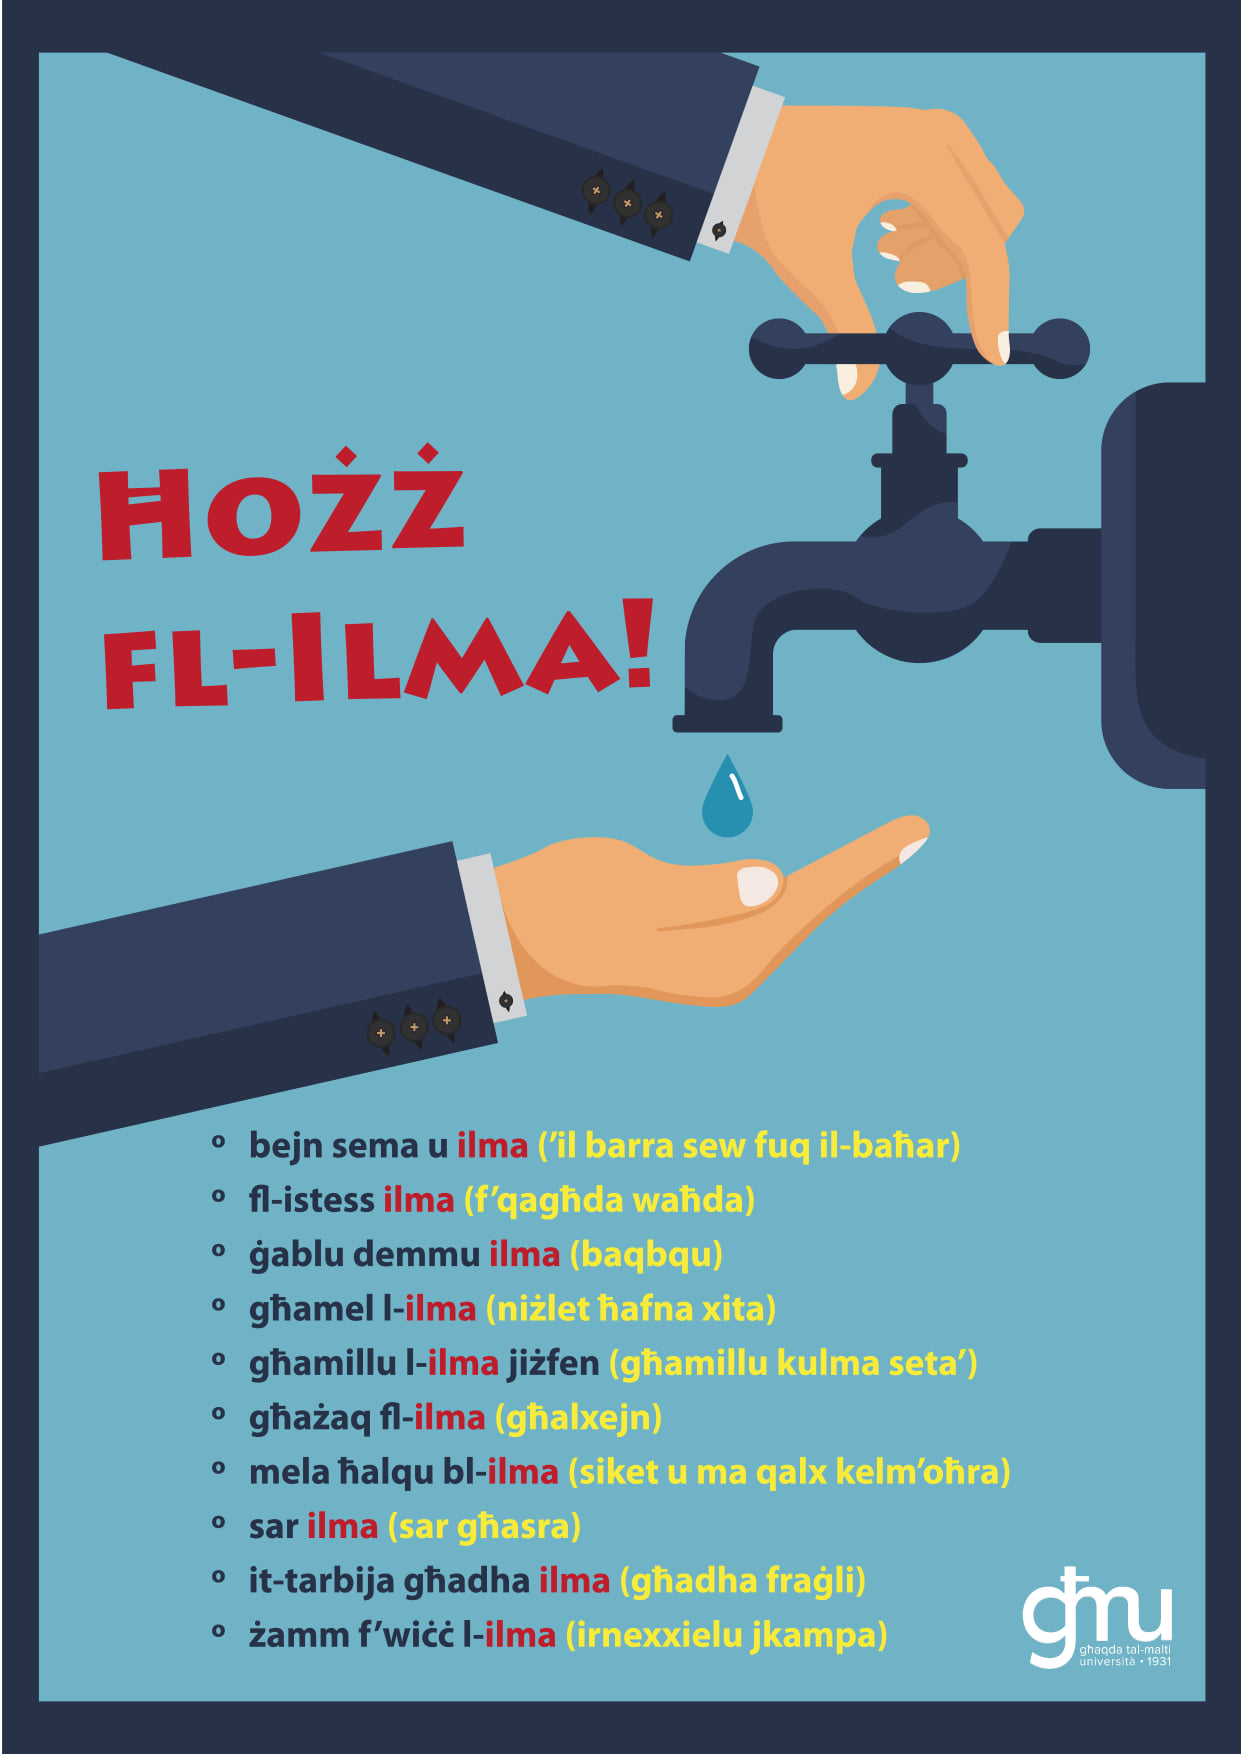 Ħożż
fl-Ilma!
º bejn sema u ilma (’il barra sew fuq il-baħar)
º fl-istess ilma (f’qagħda waħda)
º ġablu demmu ilma (baqbqu)
º għamel l-ilma (niżlet ħafna xita)
º għamillu l-ilma jiżfen (għamillu kulma seta’)
º għażaq fl-ilma (għalxejn)
º mela ħalqu bl-ilma (siket u ma qalx kelm’oħra)
º sar ilma (sar għasra)
º it-tarbija għadha ilma (għadha fraġli)
º żamm f’wiċċ l-ilma (irnexxielu jkampa)
għmu
għaqda tal-malti
università • 1931